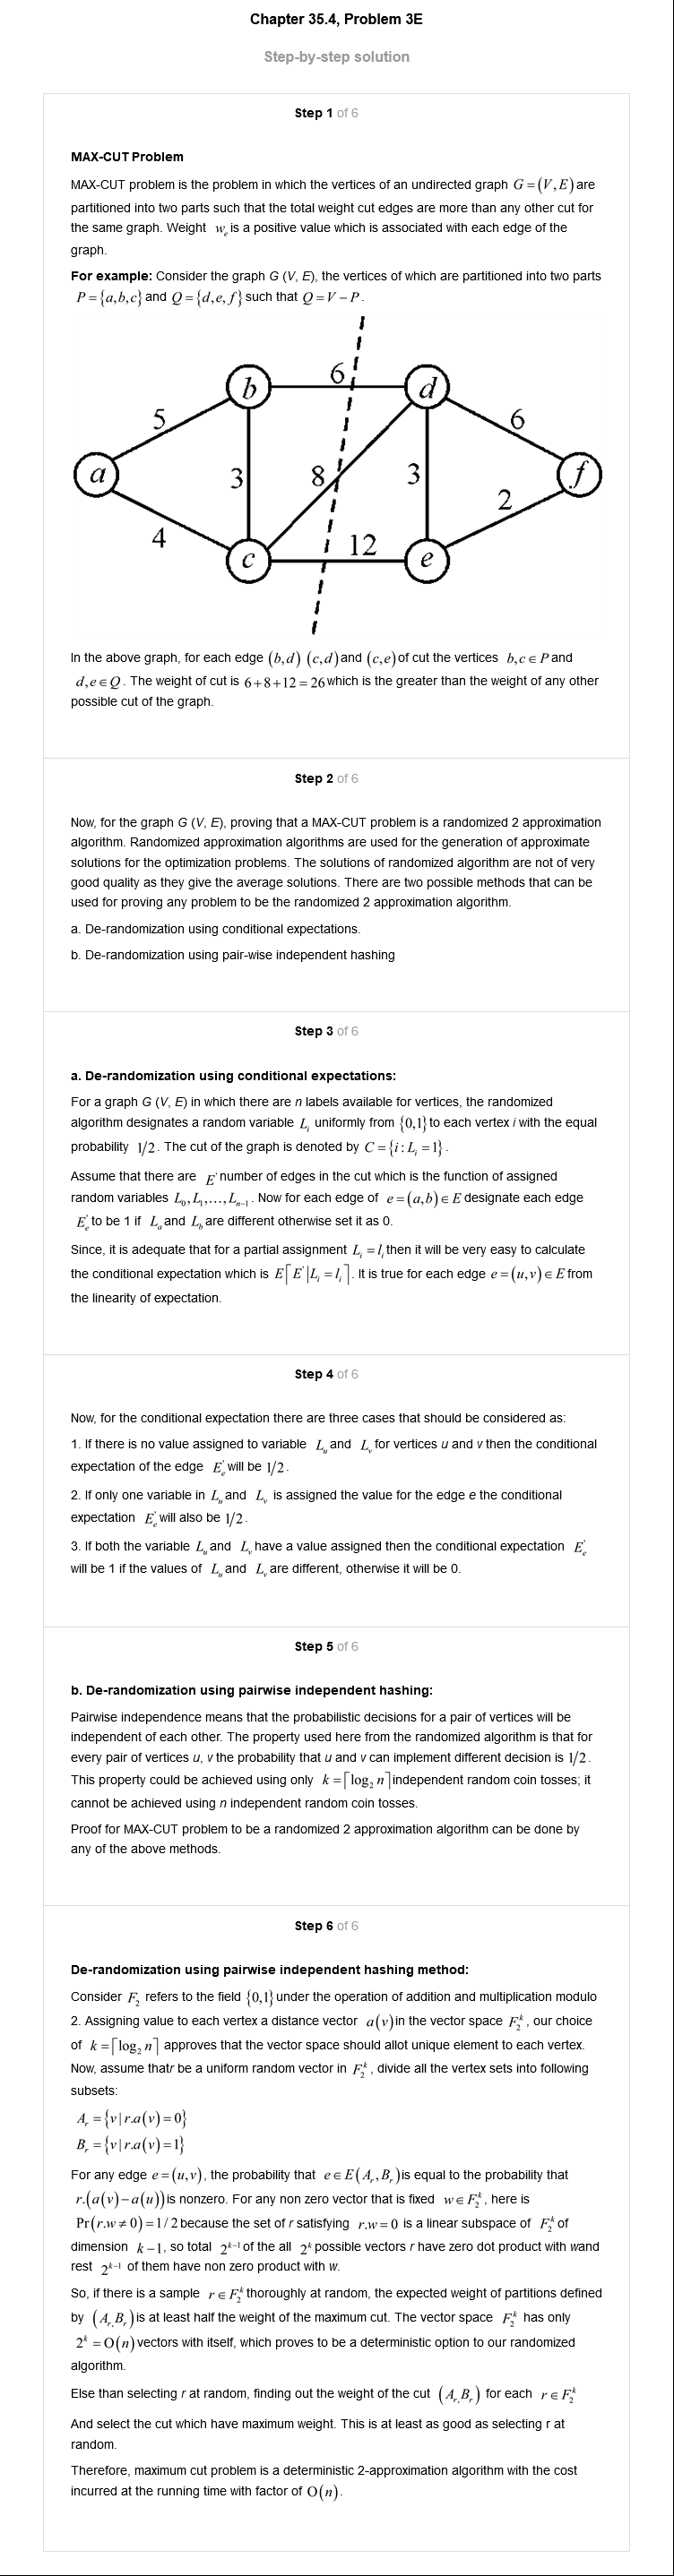 Chapter 35.4, Problem 3E
Step-by-step solution
Step 1 of 6
MAX-CUT Problem
MAX-CUT problem is the problem in which the vertices of an undirected graph G = (V, E) are
partitioned into two parts such that the total weight cut edges are more than any other cut for
the same graph. Weight w_e is a positive value which is associated with each edge of the
graph.
For example: Consider the graph G (V, E), the vertices of which are partitioned into two parts
P = {a,b,c} and Q = {d,e,f} such that Q = V − P.
6
b
d
5
6
a
3
8
3
f
4
2
12
c
e
In the above graph, for each edge (b,d) (c,d) and (c,e) of cut the vertices b,c ∈ P and
d,e ∈ Q. The weight of cut is 6+8+12 = 26 which is the greater than the weight of any other
possible cut of the graph.
Step 2 of 6
Now, for the graph G (V, E), proving that a MAX-CUT problem is a randomized 2 approximation
algorithm. Randomized approximation algorithms are used for the generation of approximate
solutions for the optimization problems. The solutions of randomized algorithm are not of very
good quality as they give the average solutions. There are two possible methods that can be
used for proving any problem to be the randomized 2 approximation algorithm.
a. De-randomization using conditional expectations.
b. De-randomization using pair-wise independent hashing
Step 3 of 6
a. De-randomization using conditional expectations:
For a graph G (V, E) in which there are n labels available for vertices, the randomized
algorithm designates a random variable L_i uniformly from {0,1} to each vertex i with the equal
probability 1/2. The cut of the graph is denoted by C = {i : L_i = 1}.
Assume that there are E' number of edges in the cut which is the function of assigned
random variables L_0, L_1, ..., L_{n-1}. Now for each edge of e = (a,b) ∈ E designate each edge
E'_e to be 1 if L_a and L_b are different otherwise set it as 0.
Since, it is adequate that for a partial assignment L_i = l_i then it will be very easy to calculate
the conditional expectation which is E[E'|L_i = l_i]. It is true for each edge e = (u,v) ∈ E from
the linearity of expectation.
Step 4 of 6
Now, for the conditional expectation there are three cases that should be considered as:
1. If there is no value assigned to variable L_u and L_v for vertices u and v then the conditional
expectation of the edge E'_e will be 1/2.
2. If only one variable in L_u and L_v is assigned the value for the edge e the conditional
expectation E'_e will also be 1/2.
3. If both the variable L_u and L_v have a value assigned then the conditional expectation E'_e
will be 1 if the values of L_u and L_v are different, otherwise it will be 0.
Step 5 of 6
b. De-randomization using pairwise independent hashing:
Pairwise independence means that the probabilistic decisions for a pair of vertices will be
independent of each other. The property used here from the randomized algorithm is that for
every pair of vertices u, v the probability that u and v can implement different decision is 1/2.
This property could be achieved using only k = ⌈log_2 n⌉ independent random coin tosses; it
cannot be achieved using n independent random coin tosses.
Proof for MAX-CUT problem to be a randomized 2 approximation algorithm can be done by
any of the above methods.
Step 6 of 6
De-randomization using pairwise independent hashing method:
Consider F_2 refers to the field {0,1} under the operation of addition and multiplication modulo
2. Assigning value to each vertex a distance vector a(v) in the vector space F_2^k, our choice
of k = ⌈log_2 n⌉ approves that the vector space should allot unique element to each vertex.
Now, assume thatr be a uniform random vector in F_2^k, divide all the vertex sets into following
subsets:
A_r = {v | r.a(v) = 0}
B_r = {v | r.a(v) = 1}
For any edge e = (u,v), the probability that e ∈ E(A_r, B_r) is equal to the probability that
r.(a(v) − a(u)) is nonzero. For any non zero vector that is fixed w ∈ F_2^k, here is
Pr(r.w ≠ 0) = 1/2 because the set of r satisfying r.w = 0 is a linear subspace of F_2^k of
dimension k − 1, so total 2^{k-1} of the all 2^k possible vectors r have zero dot product with wand
rest 2^{k-1} of them have non zero product with w.
So, if there is a sample r ∈ F_2^k thoroughly at random, the expected weight of partitions defined
by (A_r, B_r) is at least half the weight of the maximum cut. The vector space F_2^k has only
2^k = O(n) vectors with itself, which proves to be a deterministic option to our randomized
algorithm.
Else than selecting r at random, finding out the weight of the cut (A_r, B_r) for each r ∈ F_2^k
And select the cut which have maximum weight. This is at least as good as selecting r at
random.
Therefore, maximum cut problem is a deterministic 2-approximation algorithm with the cost
incurred at the running time with factor of O(n).